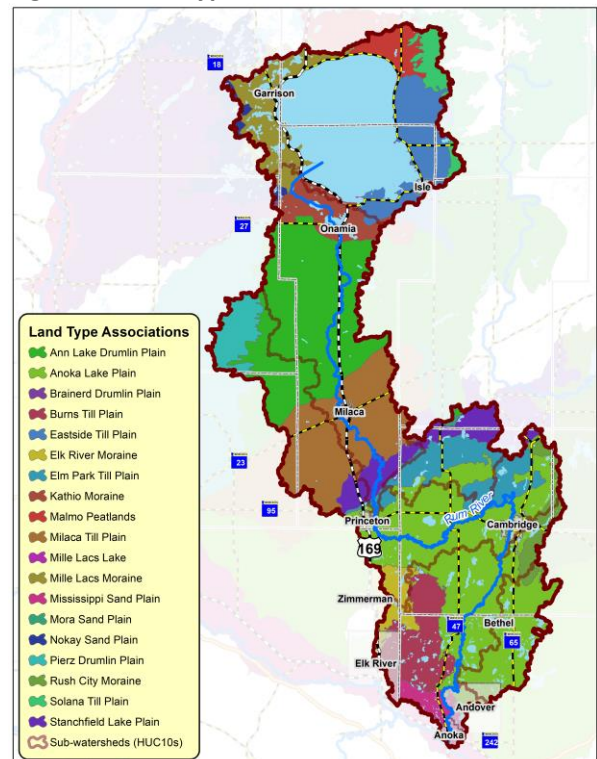 18
Garrison
Isle
27
Onamia
Land Type Associations
Ann Lake Drumlin Plain
Anoka Lake Plain
Brainerd Drumlin Plain
Burns Till Plain
Eastside Till Plain
Elk River Moraine
Elm Park Till Plain
Kathio Moraine
Malmo Peatlands
Milaca Till Plain
Mille Lacs Lake
Mille Lacs Moraine
Mississippi Sand Plain
Mora Sand Plain
Nokay Sand Plain
Pierz Drumlin Plain
Rush City Moraine
Solana Till Plain
Stanchfield Lake Plain
Sub-watersheds (HUC10s)
Milaca
23
95
Princeton
Rum River
Cambridge
169
Zimmerman
47
Bethel
65
Elk River
Andover
Anoka
242